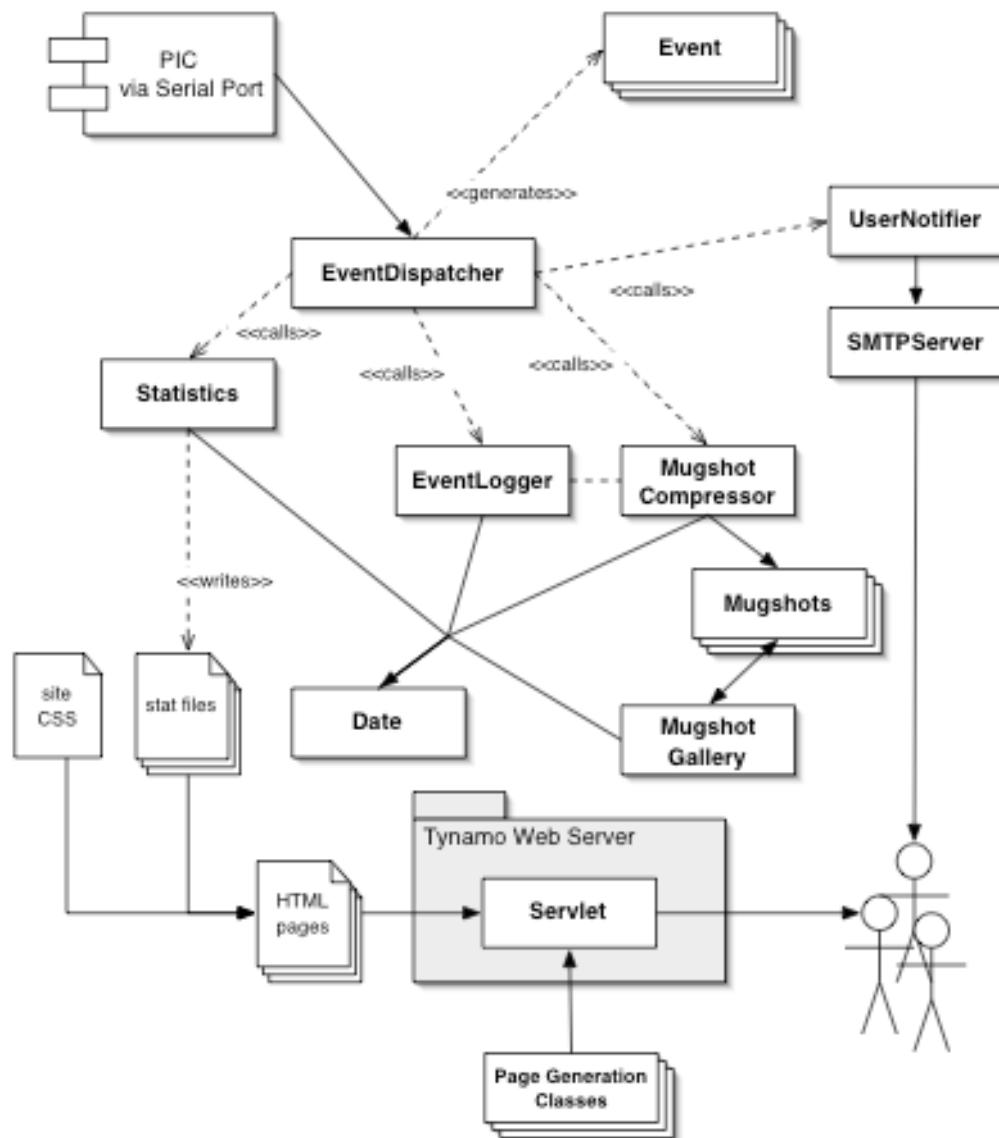 PIC
via Serial Port
Event
<<generates>>
UserNotifier
EventDispatcher
<<calls>>
<<calls>>
SMTPServer
<<calls>>
<<calls>>
Statistics
EventLogger
Mugshot
Compressor
<<writes>>
Mugshots
site
CSS
stat files
Date
Mugshot
Gallery
Tynamo Web Server
HTML
pages
Servlet
Page Generation
Classes